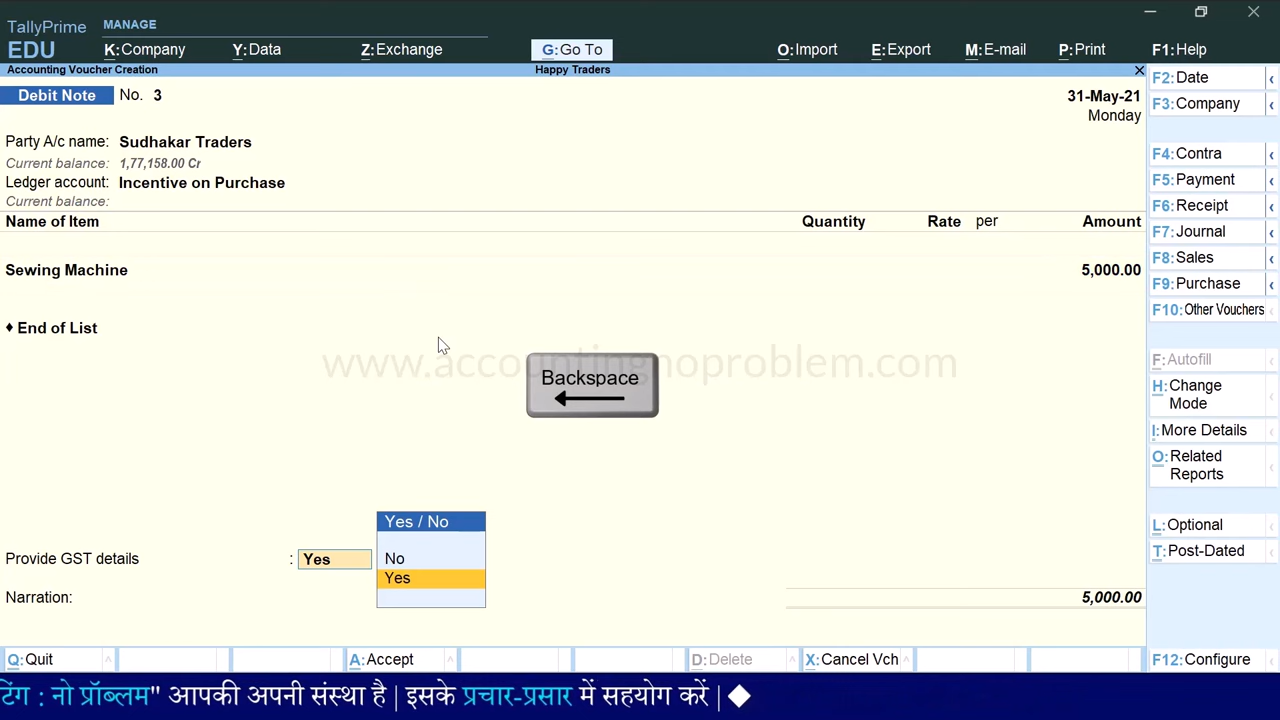 TallyPrime MANAGE
EDU K:Company Y:Data Z:Exchange G:Go To O:Import E:Export M:E-mail P:Print F1:Help
Accounting Voucher Creation Happy Traders
Debit Note No. 3 31-May-21
Monday
Party A/c name: Sudhakar Traders
Current balance: 1,77,158.00 Cr
Ledger account: Incentive on Purchase
Current balance:
Name of Item Quantity Rate per Amount
Sewing Machine 5,000.00
♦ End of List
www.accountingnoproblem.com
Backspace
Yes / No
No
Yes
Provide GST details : Yes
Narration: 5,000.00
F2:Date
F3:Company
F4:Contra
F5:Payment
F6:Receipt
F7:Journal
F8:Sales
F9:Purchase
F10:Other Vouchers
F:Autofill
H:Change
Mode
I:More Details
O:Related
Reports
L:Optional
T:Post-Dated
Q:Quit A:Accept D:Delete X:Cancel Vch F12:Configure
टिंग : नो प्रॉब्लम" आपकी अपनी संस्था है | इसके प्रचार-प्रसार में सहयोग करें | ◆